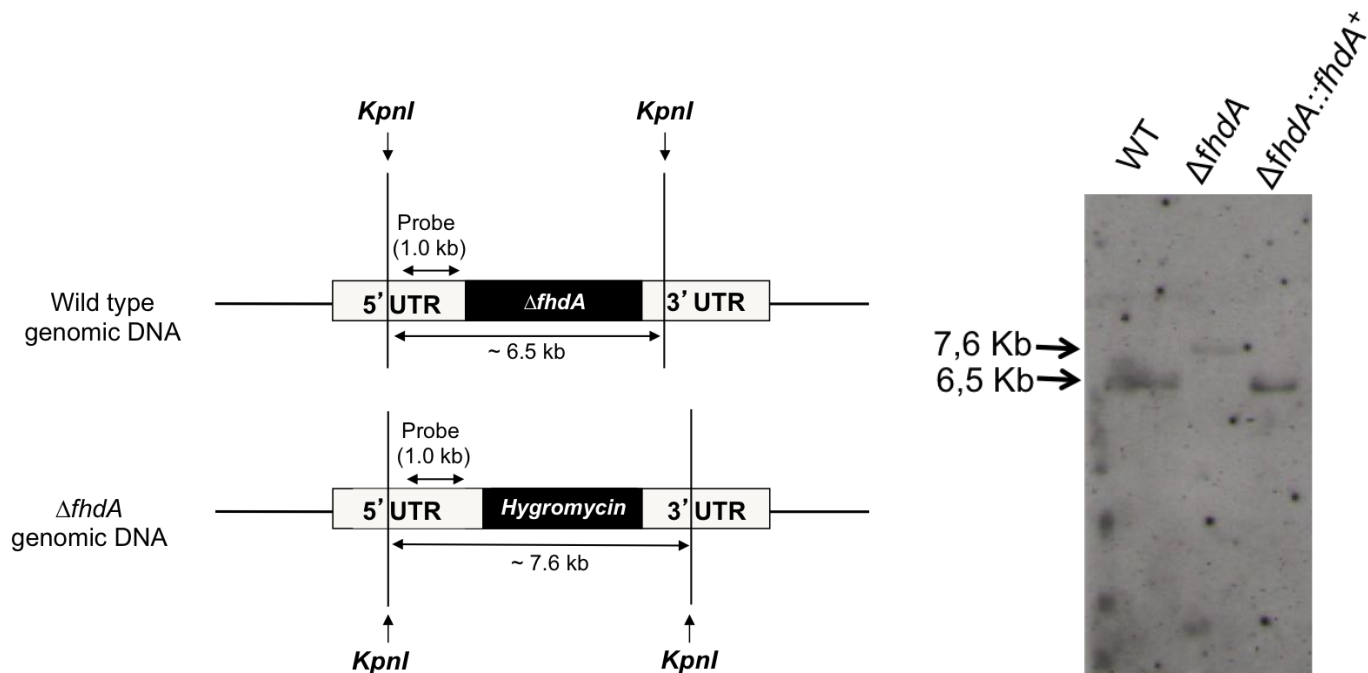 KpnI KpnI
Probe
(1.0 kb)
Wild type
genomic DNA
5' UTR ΔfhdA 3' UTR
~ 6.5 kb
Probe
(1.0 kb)
ΔfhdA
genomic DNA
5' UTR Hygromycin 3' UTR
~ 7.6 kb
KpnI KpnI
WT
ΔfhdA
ΔfhdA::fhdA⁺
7,6 Kb
6,5 Kb